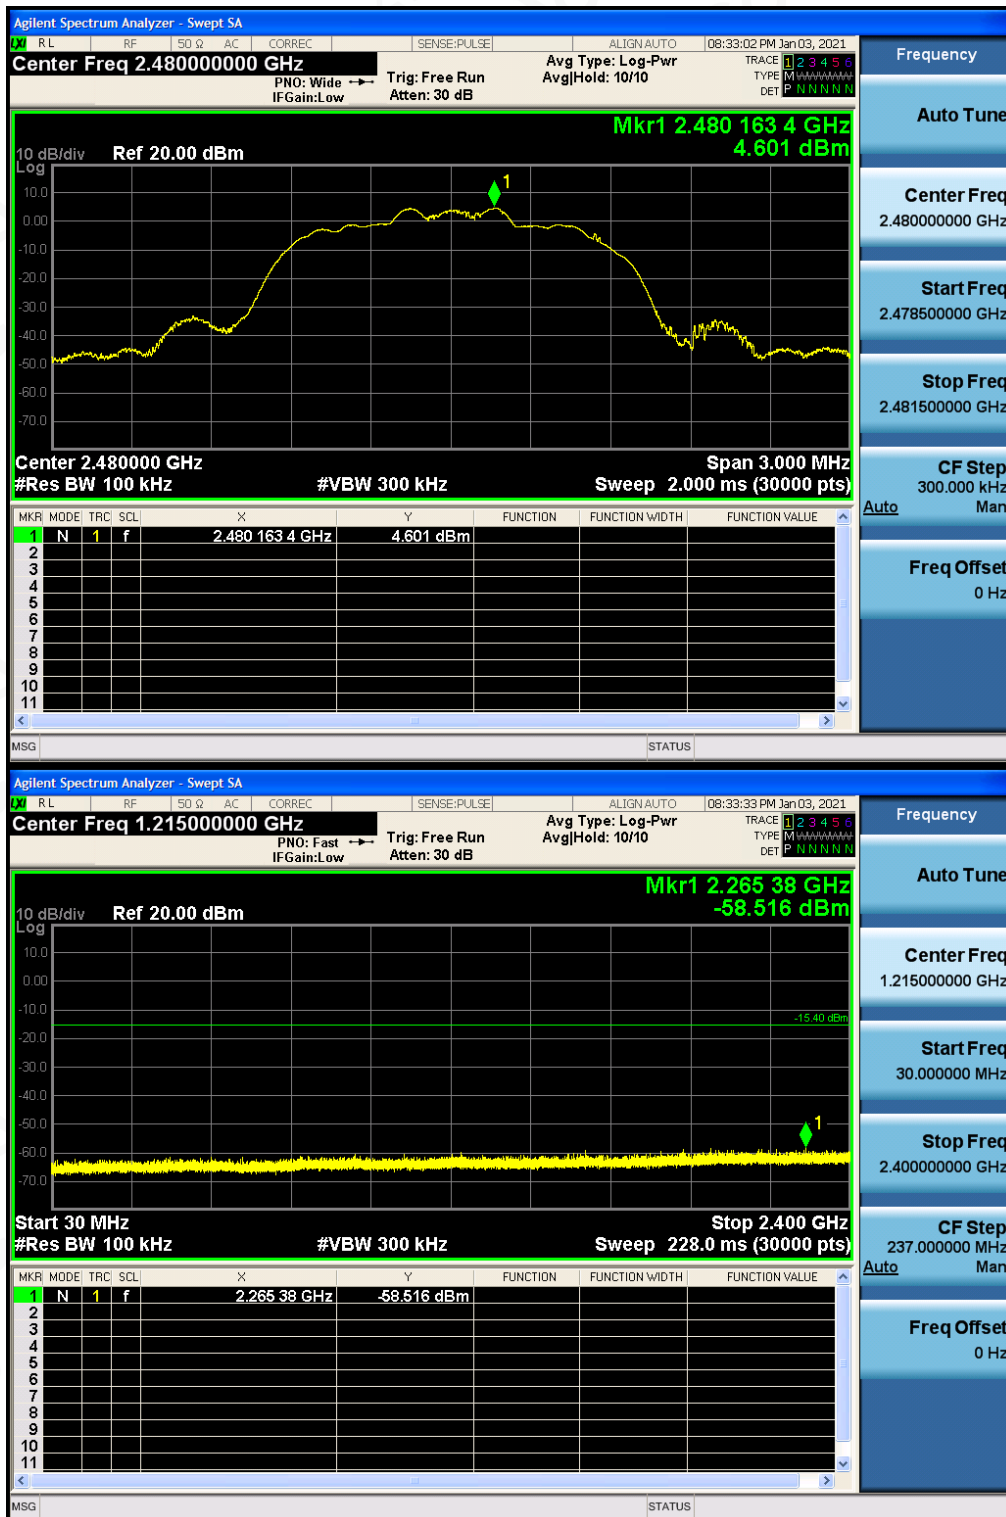 Agilent Spectrum Analyzer - Swept SA
LXI RL RF 50 Ω AC CORREC SENSE:PULSE ALIGN AUTO 08:33:02 PM Jan 03, 2021
Center Freq 2.480000000 GHz
PNO: Wide
IFGain:Low
Trig: Free Run
Atten: 30 dB
Avg Type: Log-Pwr
Avg|Hold: 10/10
TRACE 1 2 3 4 5 6
TYPE M W W W W W
DET P N N N N N
Mkr1 2.480 163 4 GHz
4.601 dBm
10 dB/div Ref 20.00 dBm
Log
1
10.0
0.00
-10.0
-20.0
-30.0
-40.0
-50.0
-60.0
-70.0
Center 2.480000 GHz Span 3.000 MHz
#Res BW 100 kHz #VBW 300 kHz Sweep 2.000 ms (30000 pts)
MKR MODE TRC SCL X Y FUNCTION FUNCTION WIDTH FUNCTION VALUE
1 N 1 f 2.480 163 4 GHz 4.601 dBm
2
3
4
5
6
7
8
9
10
11
MSG STATUS
Frequency
Auto Tune
Center Freq
2.480000000 GHz
Start Freq
2.478500000 GHz
Stop Freq
2.481500000 GHz
CF Step
300.000 kHz
Auto Man
Freq Offset
0 Hz
Agilent Spectrum Analyzer - Swept SA
LXI RL RF 50 Ω AC CORREC SENSE:PULSE ALIGN AUTO 08:33:33 PM Jan 03, 2021
Center Freq 1.215000000 GHz
PNO: Fast
IFGain:Low
Trig: Free Run
Atten: 30 dB
Avg Type: Log-Pwr
Avg|Hold: 10/10
TRACE 1 2 3 4 5 6
TYPE M W W W W W
DET P N N N N N
Mkr1 2.265 38 GHz
-58.516 dBm
10 dB/div Ref 20.00 dBm
Log
10.0
0.00
-10.0
-15.40 dBm
-20.0
-30.0
-40.0
-50.0
1
-60.0
-70.0
Start 30 MHz Stop 2.400 GHz
#Res BW 100 kHz #VBW 300 kHz Sweep 228.0 ms (30000 pts)
MKR MODE TRC SCL X Y FUNCTION FUNCTION WIDTH FUNCTION VALUE
1 N 1 f 2.265 38 GHz -58.516 dBm
2
3
4
5
6
7
8
9
10
11
MSG STATUS
Frequency
Auto Tune
Center Freq
1.215000000 GHz
Start Freq
30.000000 MHz
Stop Freq
2.400000000 GHz
CF Step
237.000000 MHz
Auto Man
Freq Offset
0 Hz